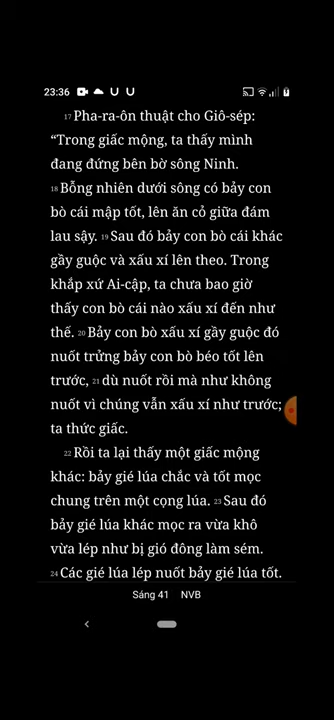 23:36
17 Pha-ra-ôn thuật cho Giô-sép:
“Trong giấc mộng, ta thấy mình
đang đứng bên bờ sông Ninh.
18 Bỗng nhiên dưới sông có bảy con
bò cái mập tốt, lên ăn cỏ giữa đám
lau sậy. 19 Sau đó bảy con bò cái khác
gầy guộc và xấu xí lên theo. Trong
khắp xứ Ai-cập, ta chưa bao giờ
thấy con bò cái nào xấu xí đến như
thế. 20 Bảy con bò xấu xí gầy guộc đó
nuốt trửng bảy con bò béo tốt lên
trước, 21 dù nuốt rồi mà như không
nuốt vì chúng vẫn xấu xí như trước;
ta thức giấc.
22 Rồi ta lại thấy một giấc mộng
khác: bảy gié lúa chắc và tốt mọc
chung trên một cọng lúa. 23 Sau đó
bảy gié lúa khác mọc ra vừa khô
vừa lép như bị gió đông làm sém.
24 Các gié lúa lép nuốt bảy gié lúa tốt.
Sáng 41 NVB